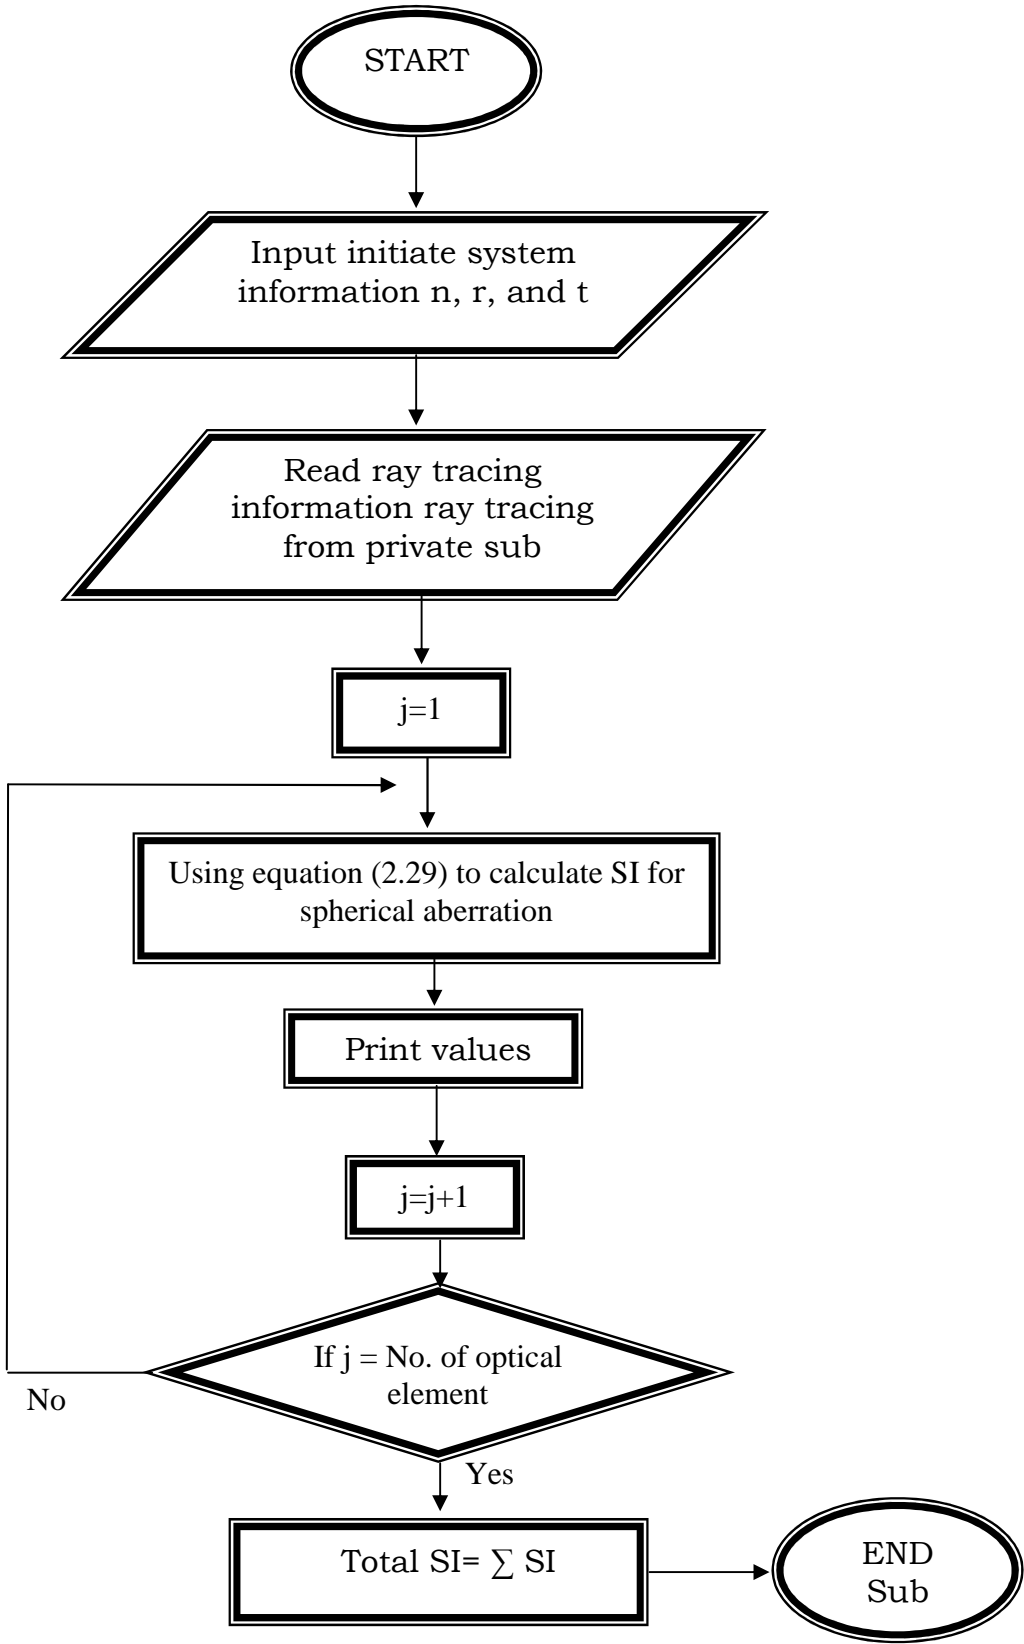 START
Input initiate system
information n, r, and t
Read ray tracing
information ray tracing
from private sub
j=1
Using equation (2.29) to calculate SI for
spherical aberration
Print values
j=j+1
If j = No. of optical
element
No
Yes
Total SI= ∑ SI
END
Sub